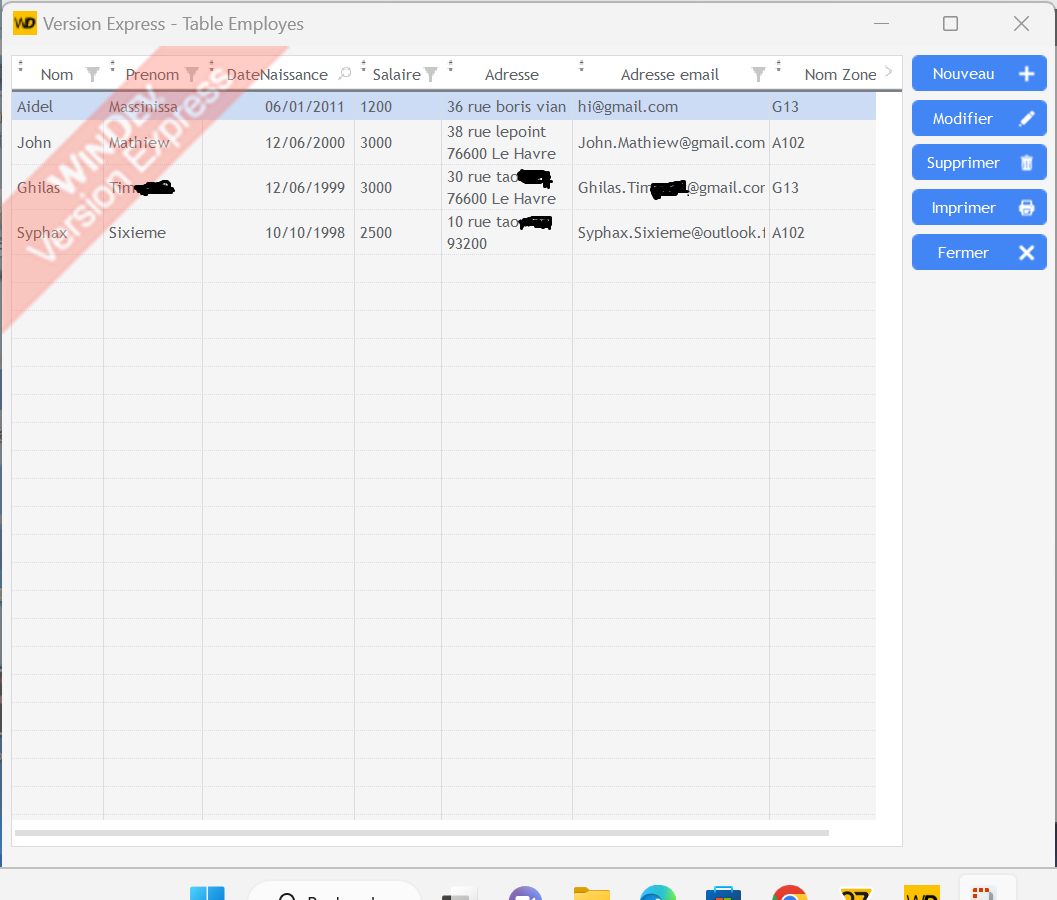 WD Version Express - Table Employes
Nom Prenom DateNaissance Salaire Adresse Adresse email Nom Zone
Aidel Massinissa 06/01/2011 1200 36 rue boris vian hi@gmail.com G13
John Mathiew 12/06/2000 3000 38 rue lepoint
76600 Le Havre John.Mathiew@gmail.com A102
Ghilas Tim 12/06/1999 3000 30 rue tao
76600 Le Havre Ghilas.Tim @gmail.cor G13
Syphax Sixieme 10/10/1998 2500 10 rue tao
93200 Syphax.Sixieme@outlook.f A102
WINDEV
Version Express
Nouveau
Modifier
Supprimer
Imprimer
Fermer
27 WD